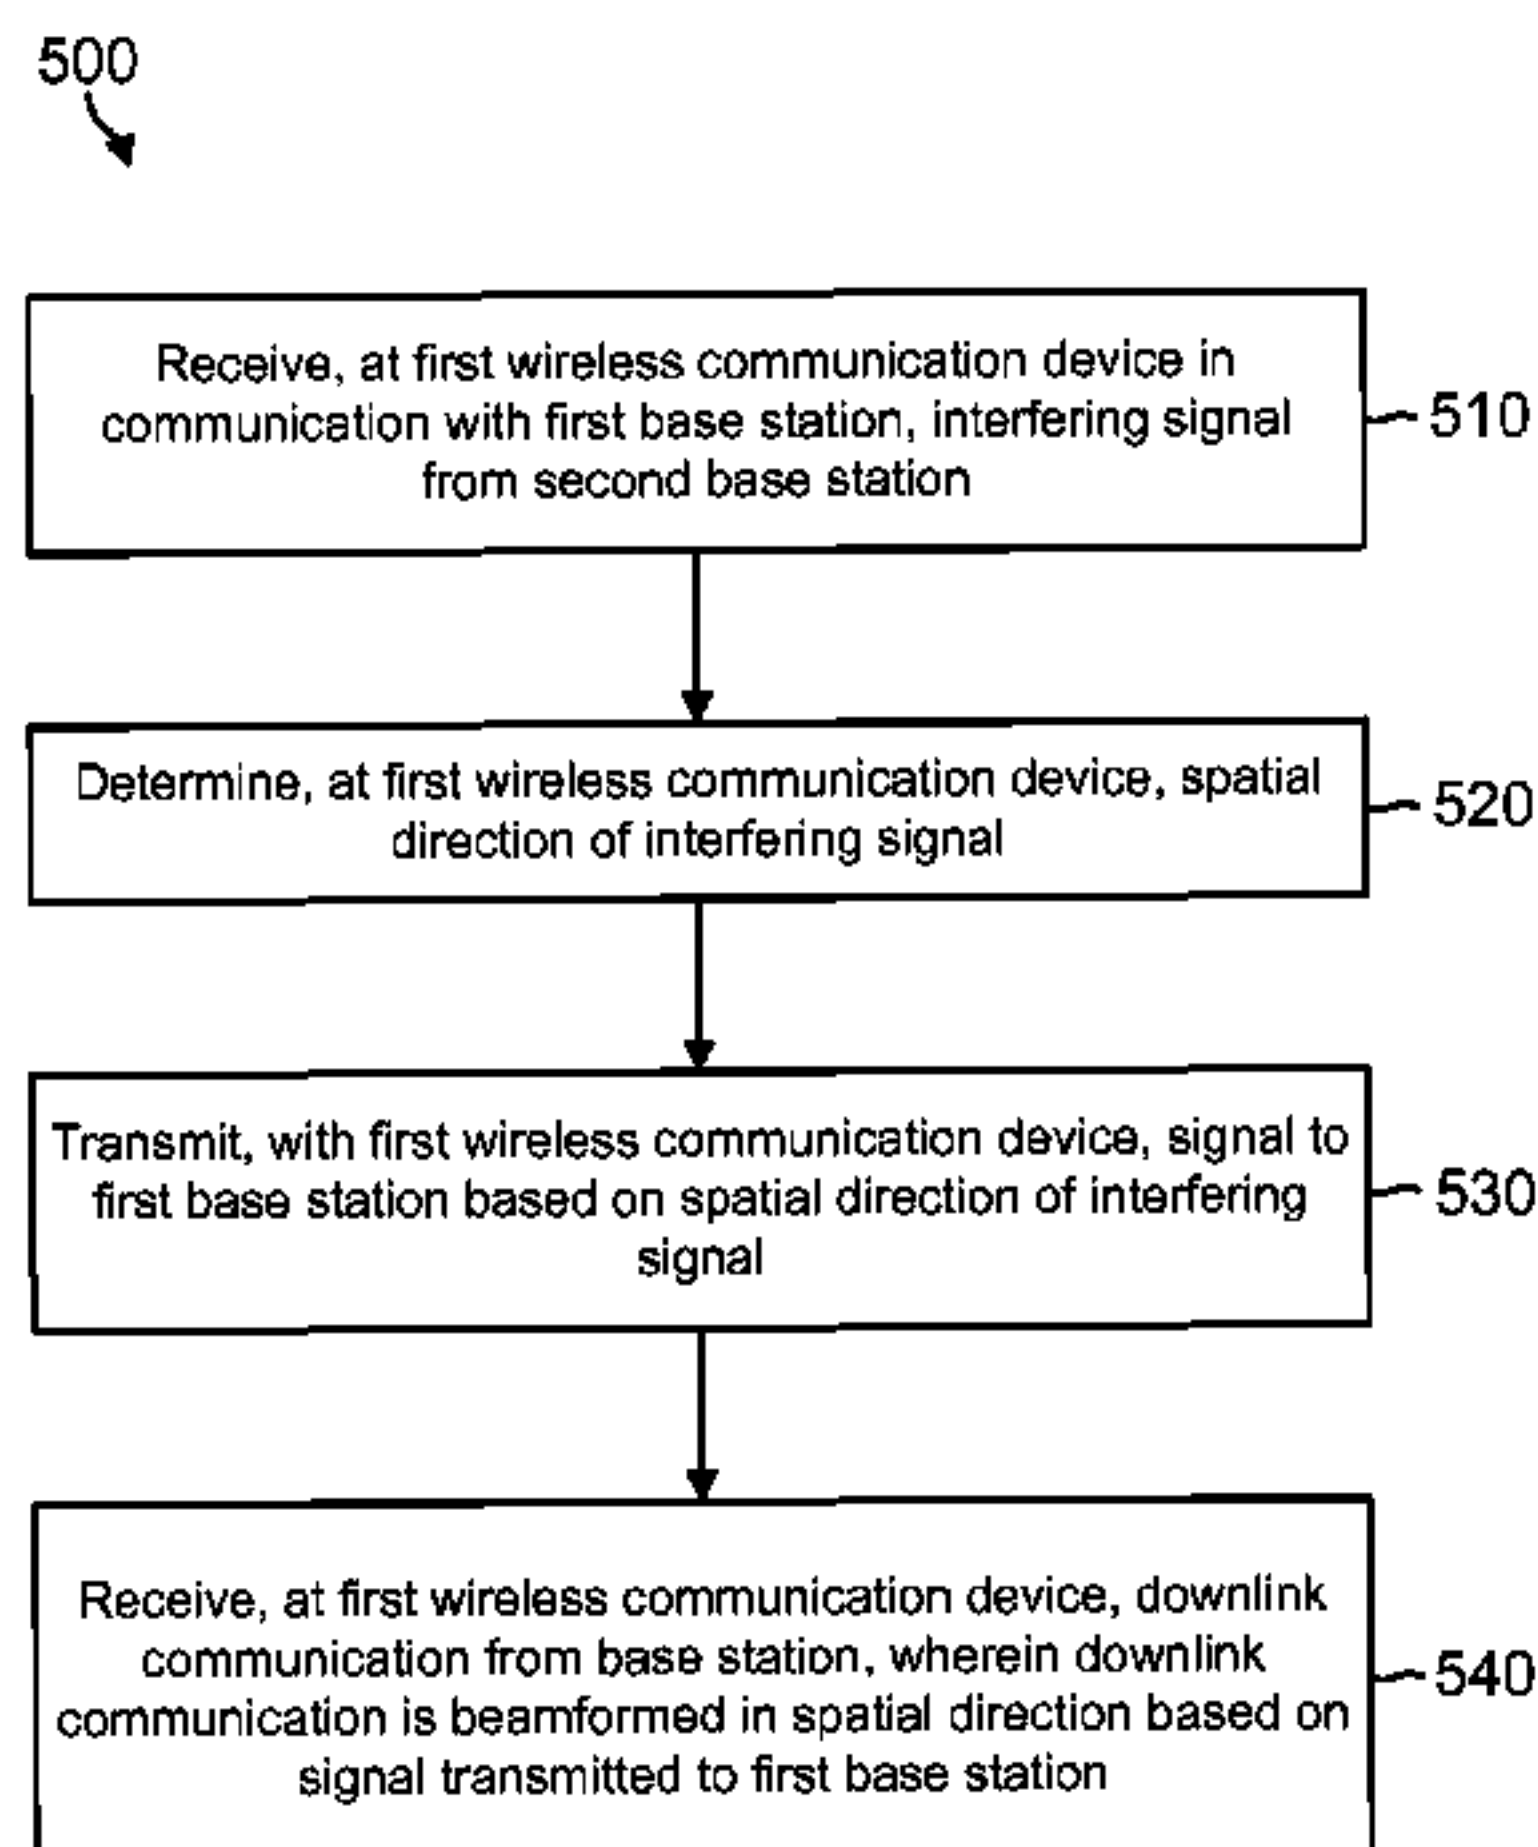 500
Receive, at first wireless communication device in
communication with first base station, interfering signal
from second base station
510
Determine, at first wireless communication device, spatial
direction of interfering signal
520
Transmit, with first wireless communication device, signal to
first base station based on spatial direction of interfering
signal
530
Receive, at first wireless communication device, downlink
communication from base station, wherein downlink
communication is beamformed in spatial direction based on
signal transmitted to first base station
540